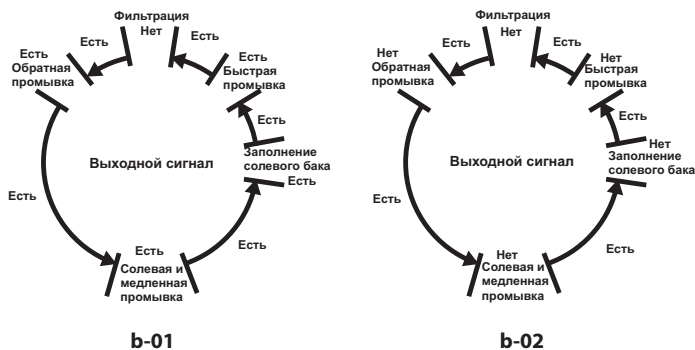 Фильтрация
Нет
Есть
Есть
Есть
Обратная
промывка
Есть
Быстрая
промывка
Есть
Выходной сигнал
Заполнение
солевого бака
Есть
Есть
Есть
Есть
Солевая и
медленная
промывка
b-01
Фильтрация
Нет
Есть
Есть
Нет
Обратная
промывка
Нет
Быстрая
промывка
Есть
Нет
Выходной сигнал
Заполнение
солевого бака
Есть
Есть
Нет
Солевая и
медленная
промывка
b-02